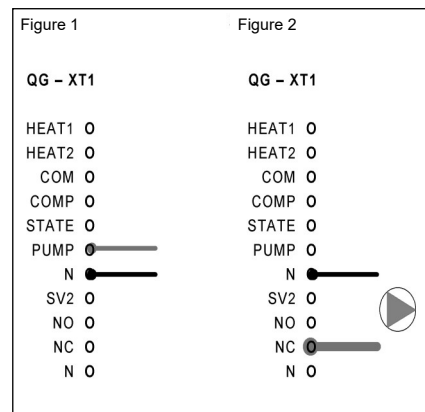 Figure 1
QG – XT1
HEAT1 O
HEAT2 O
COM O
COMP O
STATE O
PUMP O
N O
SV2 O
NO O
NC O
N O
Figure 2
QG – XT1
HEAT1 O
HEAT2 O
COM O
COMP O
STATE O
PUMP O
N O
SV2 O
NO O
NC O
N O